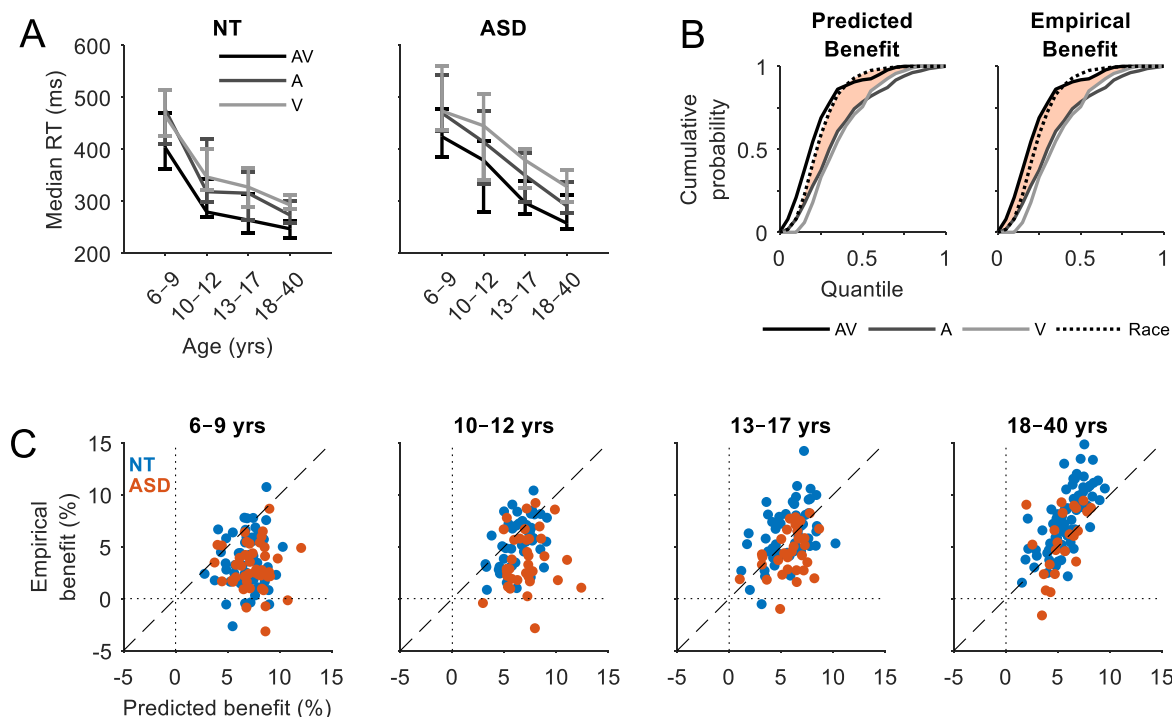 A
NT
ASD
AV
A
V
Median RT (ms)
600
500
400
300
200
6–9
10–12
13–17
18–40
6–9
10–12
13–17
18–40
Age (yrs)
B
Predicted
Benefit
Empirical
Benefit
Cumulative
probability
1
0.5
0
0
0.5
1
1
0.5
0
0
0.5
1
Quantile
AV
A
V
Race
C
6–9 yrs
10–12 yrs
13–17 yrs
18–40 yrs
NT
ASD
Empirical
benefit (%)
15
10
5
0
-5
-5
0
5
10
15
-5
0
5
10
15
-5
0
5
10
15
-5
0
5
10
15
Predicted benefit (%)